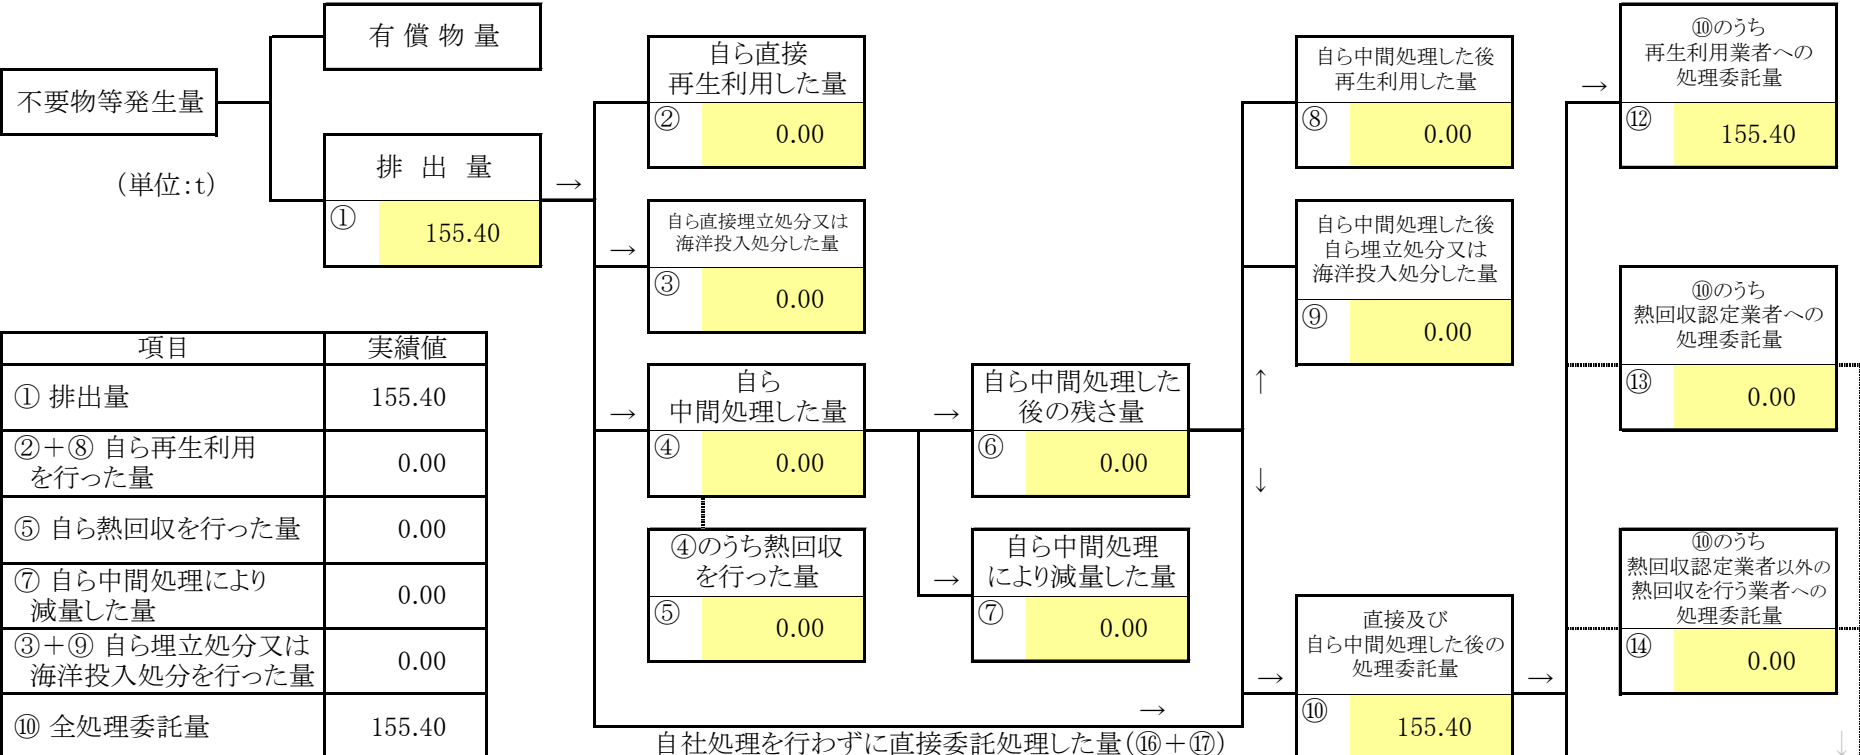 有 償 物 量
不要物等発生量
（単位:t）
排 出 量
→
①
155.40
自ら直接
再生利用した量
②
0.00
→
自ら直接埋立処分又は
海洋投入処分した量
③
0.00
→
自ら
中間処理した量
④
0.00
④のうち熱回収
を行った量
⑤
0.00
→
自ら中間処理した
後の残さ量
⑥
0.00
→
自ら中間処理
により減量した量
⑦
0.00
自ら中間処理した後
再生利用した量
⑧
0.00
自ら中間処理した後
自ら埋立処分又は
海洋投入処分した量
⑨
0.00
↑
↓
→
直接及び
自ら中間処理した後の
処理委託量
⑩
155.40
→
→
自社処理を行わずに直接委託処理した量（⑯＋⑰）
→
⑩のうち
再生利用業者への
処理委託量
⑫
155.40
⑩のうち
熱回収認定業者への
処理委託量
⑬
0.00
⑩のうち
熱回収認定業者以外の
熱回収を行う業者への
処理委託量
⑭
0.00
↓
項目 実績値
① 排出量 155.40
②＋⑧ 自ら再生利用
を行った量 0.00
⑤ 自ら熱回収を行った量 0.00
⑦ 自ら中間処理により
減量した量 0.00
③＋⑨ 自ら埋立処分又は
海洋投入処分を行った量 0.00
⑩ 全処理委託量 155.40